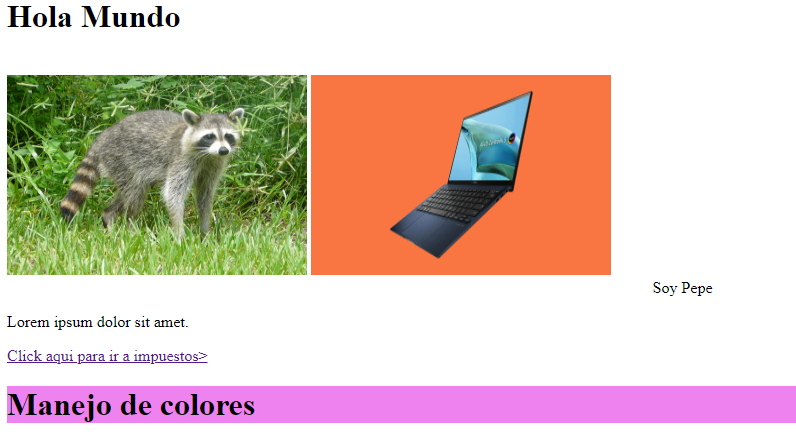 Hola Mundo
Soy Pepe
Lorem ipsum dolor sit amet.
Click aqui para ir a impuestos>
Manejo de colores